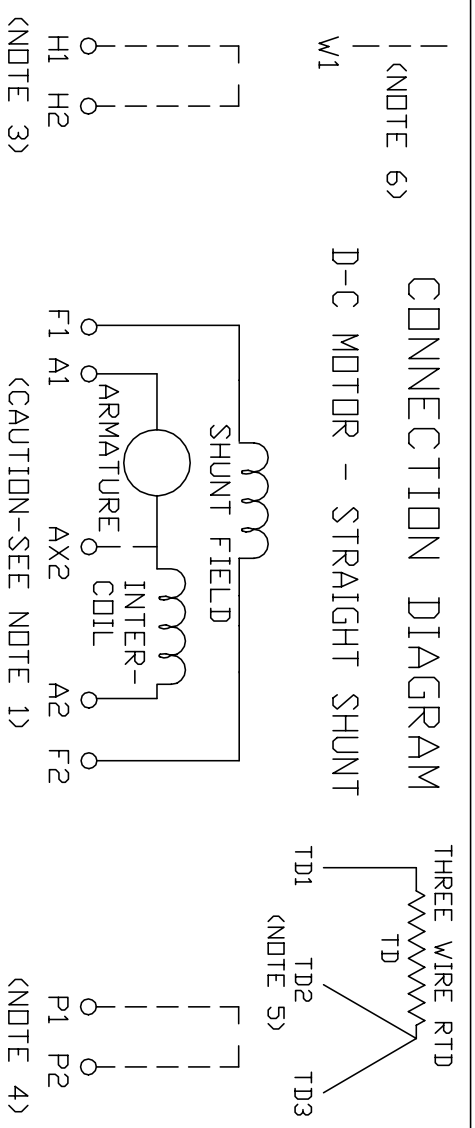 CONNECTION DIAGRAM
D-C MOTOR - STRAIGHT SHUNT
W1
(NOTE 6)
H1 H2
(NOTE 3)
SHUNT FIELD
ARMATURE
INTER-
COIL
F1 A1 AX2 A2 F2
(CAUTION-SEE NOTE 1)
THREE WIRE RTD
TD
TD1 TD2 TD3
(NOTE 5)
P1 P2
(NOTE 4)